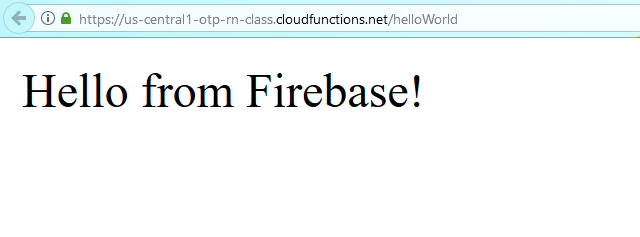 https://us-central1-otp-rn-class.cloudfunctions.net/helloWorld
Hello from Firebase!